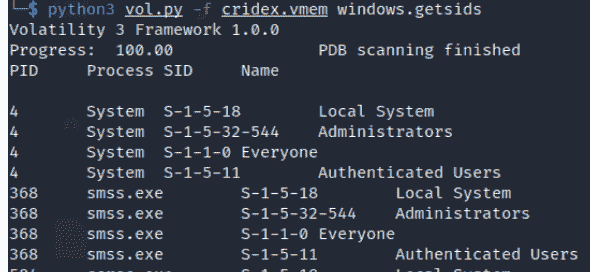 $ python3 vol.py -f cridex.vmem windows.getsids
Volatility 3 Framework 1.0.0
Progress: 100.00 PDB scanning finished
PID Process SID Name
4 System S-1-5-18 Local System
4 System S-1-5-32-544 Administrators
4 System S-1-1-0 Everyone
4 System S-1-5-11 Authenticated Users
368 smss.exe S-1-5-18 Local System
368 smss.exe S-1-5-32-544 Administrators
368 smss.exe S-1-1-0 Everyone
368 smss.exe S-1-5-11 Authenticated Users